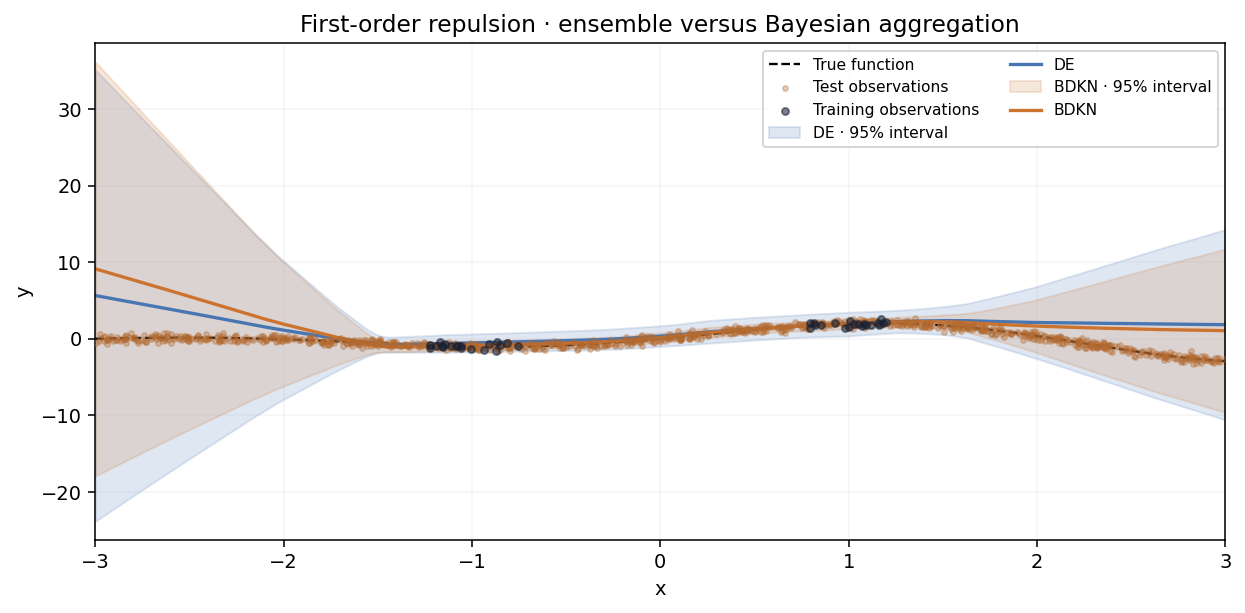 First-order repulsion · ensemble versus Bayesian aggregation
True function
Test observations
Training observations
DE · 95% interval
DE
BDKN · 95% interval
BDKN
y
30
20
10
0
−10
−20
−3
−2
−1
0
1
2
3
x